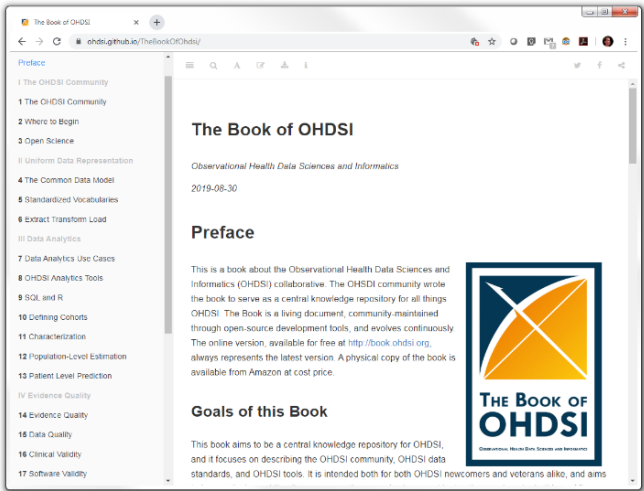 The Book of OHDSI
ohdsi.github.io/TheBookOfOhdsi/
Preface
I The OHDSI Community
1 The OHDSI Community
2 Where to Begin
3 Open Science
II Uniform Data Representation
4 The Common Data Model
5 Standardized Vocabularies
6 Extract Transform Load
III Data Analytics
7 Data Analytics Use Cases
8 OHDSI Analytics Tools
9 SQL and R
10 Defining Cohorts
11 Characterization
12 Population-Level Estimation
13 Patient Level Prediction
IV Evidence Quality
14 Evidence Quality
15 Data Quality
16 Clinical Validity
17 Software Validity
The Book of OHDSI
Observational Health Data Sciences and Informatics
2019-08-30
Preface
This is a book about the Observational Health Data Sciences and
Informatics (OHDSI) collaborative. The OHSDI community wrote
the book to serve as a central knowledge repository for all things
OHDSI. The Book is a living document, community-maintained
through open-source development tools, and evolves continuously.
The online version, available for free at http://book.ohdsi.org,
always represents the latest version. A physical copy of the book is
available from Amazon at cost price.
THE BOOK OF
OHDSI
OBSERVATIONAL HEALTH DATA SCIENCES AND INFORMATICS
Goals of this Book
This book aims to be a central knowledge repository for OHDSI,
and it focuses on describing the OHDSI community, OHDSI data
standards, and OHDSI tools. It is intended both for both OHDSI newcomers and veterans alike, and aims